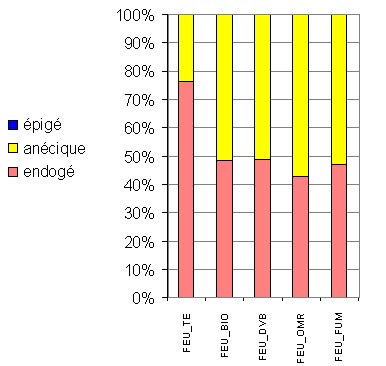 épigé
anécique
endogé
100%
90%
80%
70%
60%
50%
40%
30%
20%
10%
0%
FEU_TE
FEU_BIO
FEU_DVB
FEU_OMR
FEU_FUM